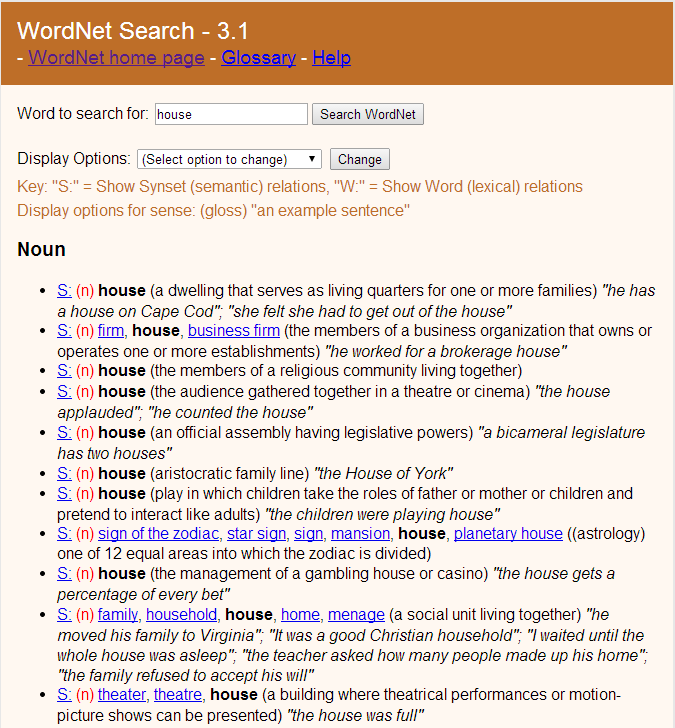 WordNet Search - 3.1
- WordNet home page - Glossary - Help
Word to search for: house Search WordNet
Display Options: (Select option to change) Change
Key: "S:" = Show Synset (semantic) relations, "W:" = Show Word (lexical) relations
Display options for sense: (gloss) "an example sentence"
Noun
• S: (n) house (a dwelling that serves as living quarters for one or more families) "he has
a house on Cape Cod"; "she felt she had to get out of the house"
• S: (n) firm, house, business firm (the members of a business organization that owns or
operates one or more establishments) "he worked for a brokerage house"
• S: (n) house (the members of a religious community living together)
• S: (n) house (the audience gathered together in a theatre or cinema) "the house
applauded"; "he counted the house"
• S: (n) house (an official assembly having legislative powers) "a bicameral legislature
has two houses"
• S: (n) house (aristocratic family line) "the House of York"
• S: (n) house (play in which children take the roles of father or mother or children and
pretend to interact like adults) "the children were playing house"
• S: (n) sign of the zodiac, star sign, sign, mansion, house, planetary house ((astrology)
one of 12 equal areas into which the zodiac is divided)
• S: (n) house (the management of a gambling house or casino) "the house gets a
percentage of every bet"
• S: (n) family, household, house, home, menage (a social unit living together) "he
moved his family to Virginia"; "It was a good Christian household"; "I waited until the
whole house was asleep"; "the teacher asked how many people made up his home";
"the family refused to accept his will"
• S: (n) theater, theatre, house (a building where theatrical performances or motion-
picture shows can be presented) "the house was full"